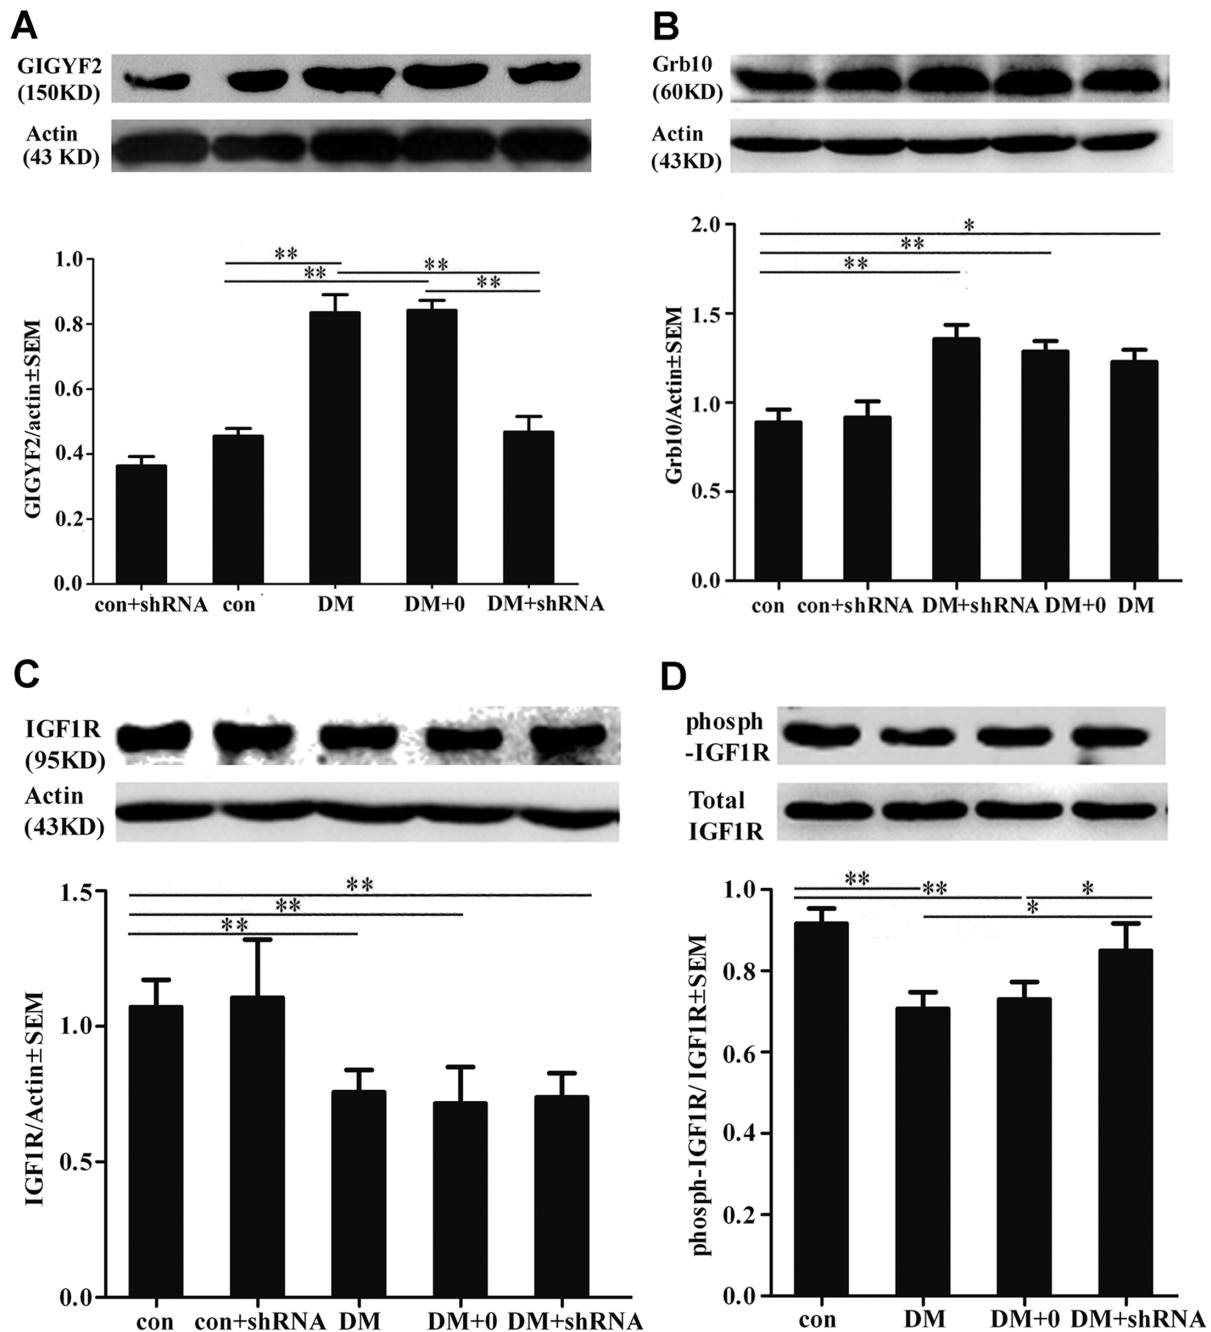 A
GIGYF2
(150KD)
Actin
(43 KD)
GIGYF2/actin±SEM
1.0
0.8
0.6
0.4
0.2
0.0
**
**
**
**
con+shRNA con DM DM+0 DM+shRNA
B
Grb10
(60KD)
Actin
(43KD)
Grb10/Actin±SEM
2.0
1.5
1.0
0.5
0.0
*
**
**
con con+shRNA DM+shRNA DM+0 DM
C
IGF1R
(95KD)
Actin
(43KD)
IGF1R/Actin±SEM
1.5
1.0
0.5
0.0
**
**
**
con con+shRNA DM DM+0 DM+shRNA
D
phosph
-IGF1R
Total
IGF1R
phosph-IGF1R/ IGF1R±SEM
1.0
0.8
0.6
0.4
0.2
0.0
**
**
*
*
con DM DM+0 DM+shRNA